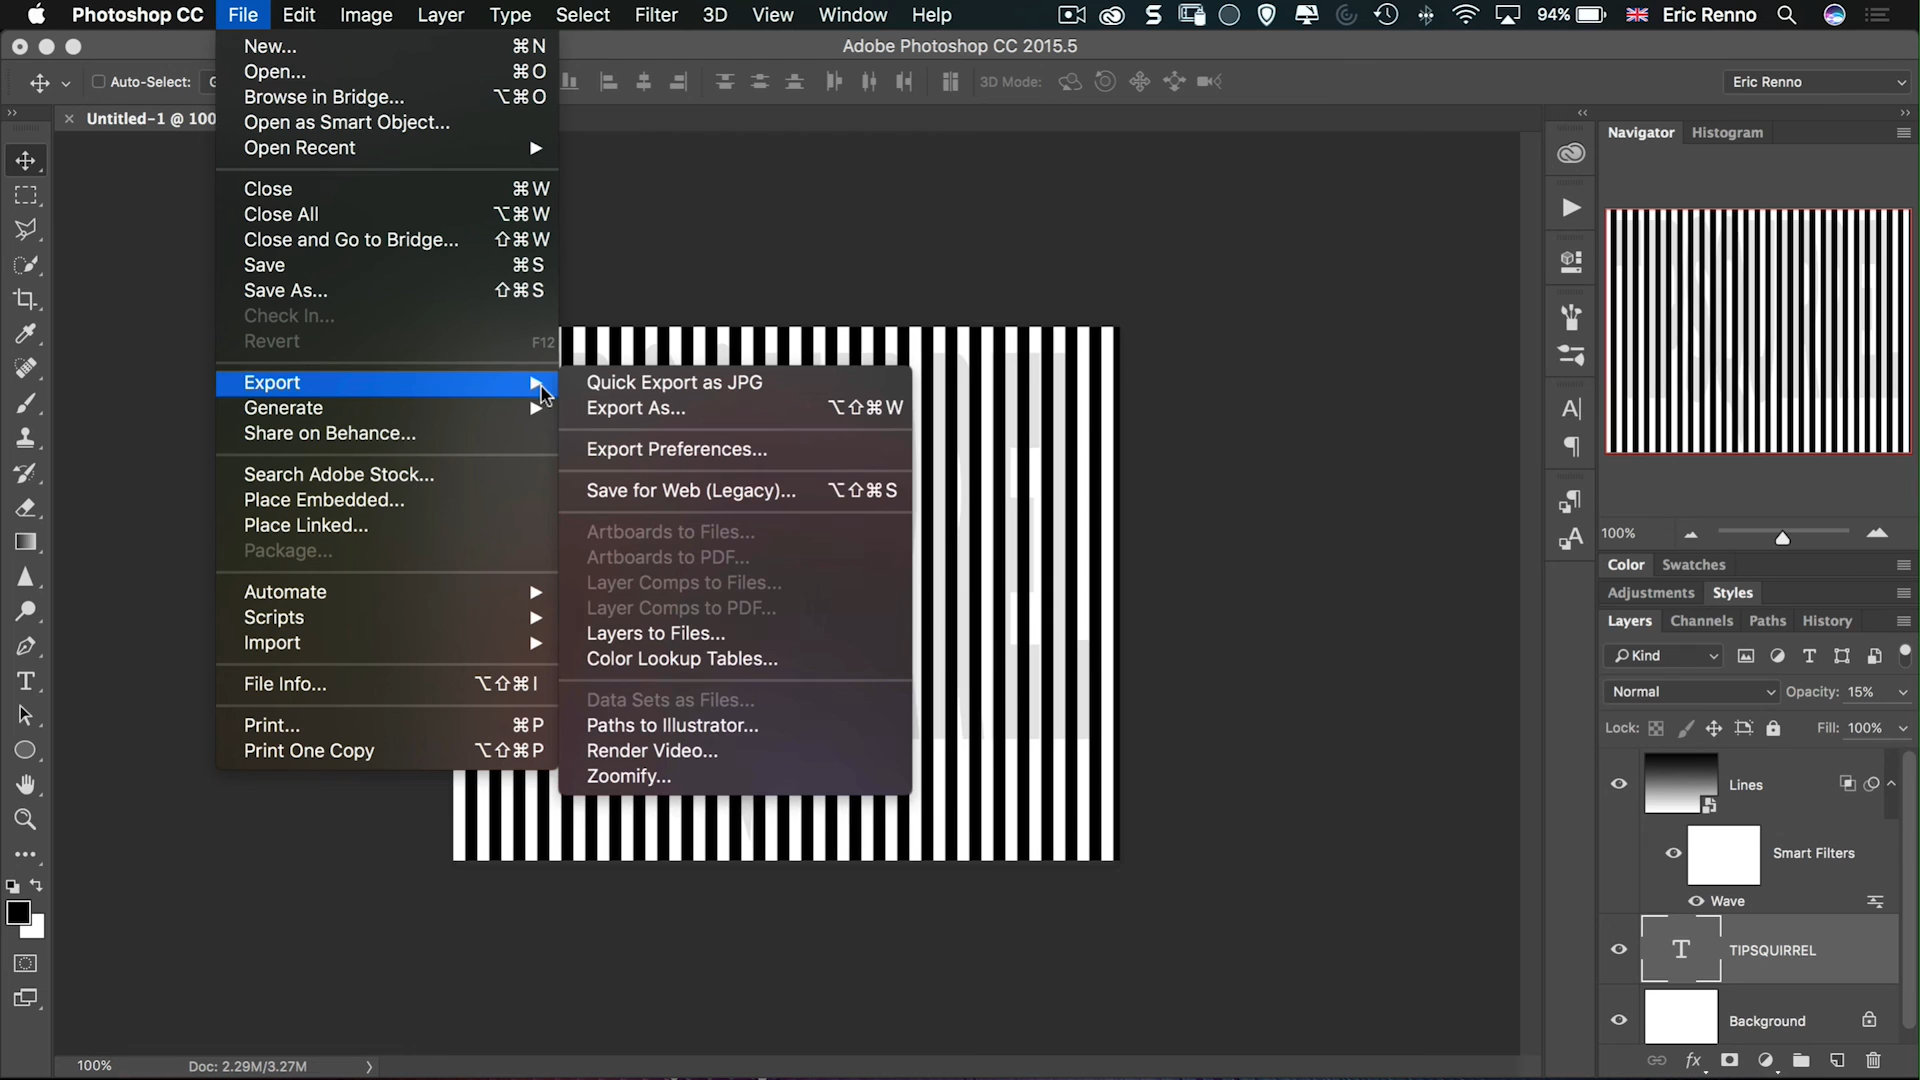 Photoshop CC File Edit Image Layer Type Select Filter 3D View Window Help 94% Eric Renno
Adobe Photoshop CC 2015.5
Auto-Select: G 3D Mode: Eric Renno
Untitled-1 @ 100
New... ⌘N
Open... ⌘O
Browse in Bridge... ⌥⌘O
Open as Smart Object...
Open Recent
Close ⌘W
Close All ⌥⌘W
Close and Go to Bridge... ⇧⌘W
Save ⌘S
Save As... ⇧⌘S
Check In...
Revert F12
Export
Generate
Share on Behance...
Search Adobe Stock...
Place Embedded...
Place Linked...
Package...
Automate
Scripts
Import
File Info... ⌥⇧⌘I
Print... ⌘P
Print One Copy ⌥⇧⌘P
Quick Export as JPG
Export As... ⌥⇧⌘W
Export Preferences...
Save for Web (Legacy)... ⌥⇧⌘S
Artboards to Files...
Artboards to PDF...
Layer Comps to Files...
Layer Comps to PDF...
Layers to Files...
Color Lookup Tables...
Data Sets as Files...
Paths to Illustrator...
Render Video...
Zoomify...
Navigator Histogram
100%
Color Swatches
Adjustments Styles
Layers Channels Paths History
Kind
Normal Opacity: 15%
Lock: Fill: 100%
Lines
Smart Filters
Wave
TIPSQUIRREL
Background
100% Doc: 2.29M/3.27M